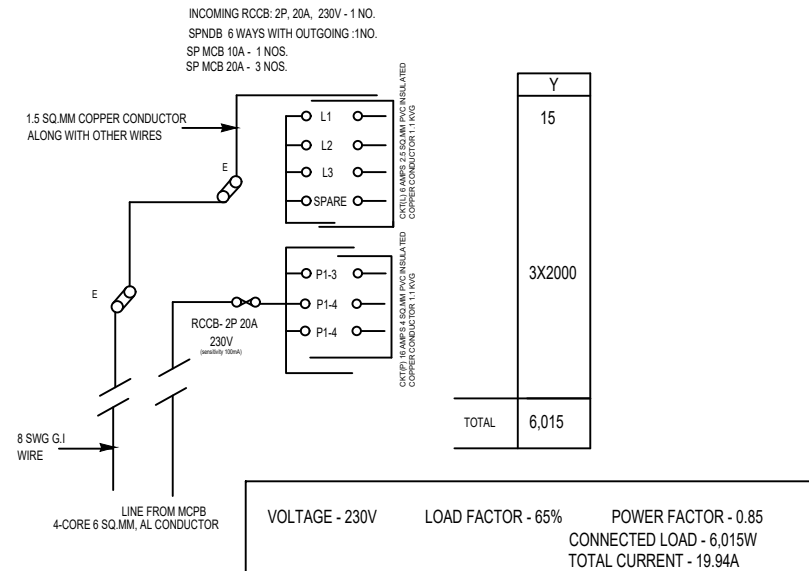 INCOMING RCCB: 2P, 20A, 230V - 1 NO.
SPNDB 6 WAYS WITH OUTGOING :1NO.
SP MCB 10A - 1 NOS.
SP MCB 20A - 3 NOS.
1.5 SQ.MM COPPER CONDUCTOR
ALONG WITH OTHER WIRES
E
L1
L2
L3
SPARE
CKT(L) 6 AMPS 2.5 SQ.MM PVC INSULATED
COPPER CONDUCTOR 1.1 KVG
E
P1-3
P1-4
P1-4
CKT(P) 16 AMPS 4 SQ.MM PVC INSULATED
COPPER CONDUCTOR 1.1 KVG
RCCB- 2P 20A
230V
(sensitivity 100mA)
8 SWG G.I
WIRE
LINE FROM MCPB
4-CORE 6 SQ.MM, AL CONDUCTOR
Y
15
3X2000
TOTAL 6,015
VOLTAGE - 230V LOAD FACTOR - 65% POWER FACTOR - 0.85
CONNECTED LOAD - 6,015W
TOTAL CURRENT - 19.94A